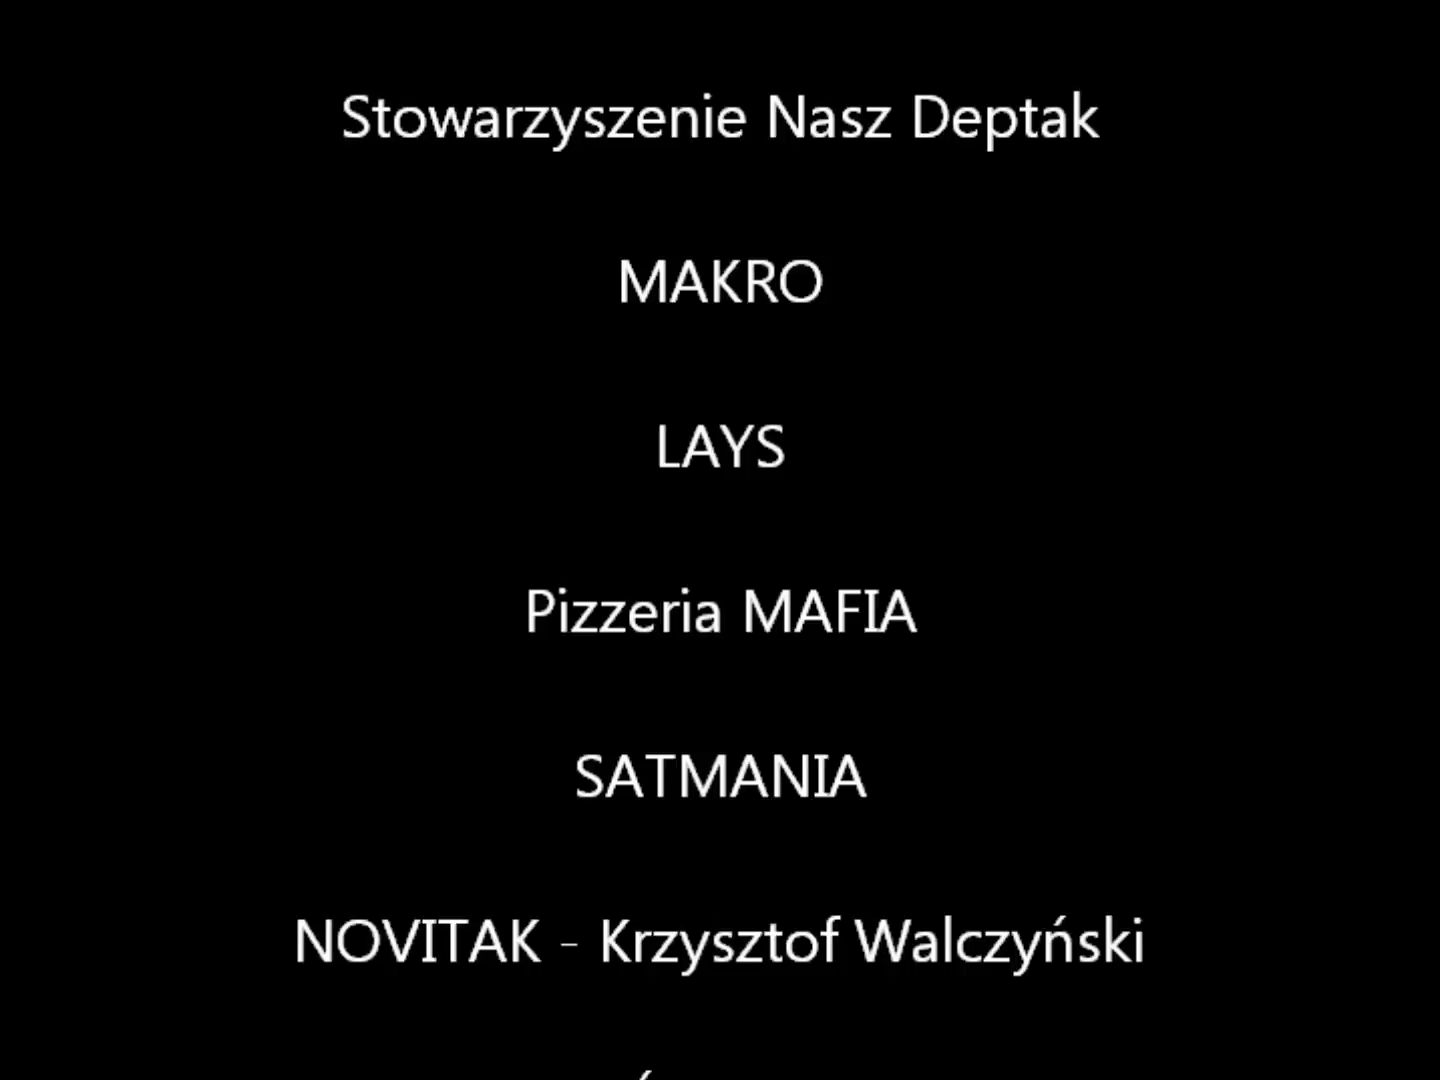 Stowarzyszenie Nasz Deptak
MAKRO
LAYS
Pizzeria MAFIA
SATMANIA
NOVITAK - Krzysztof Walczyński